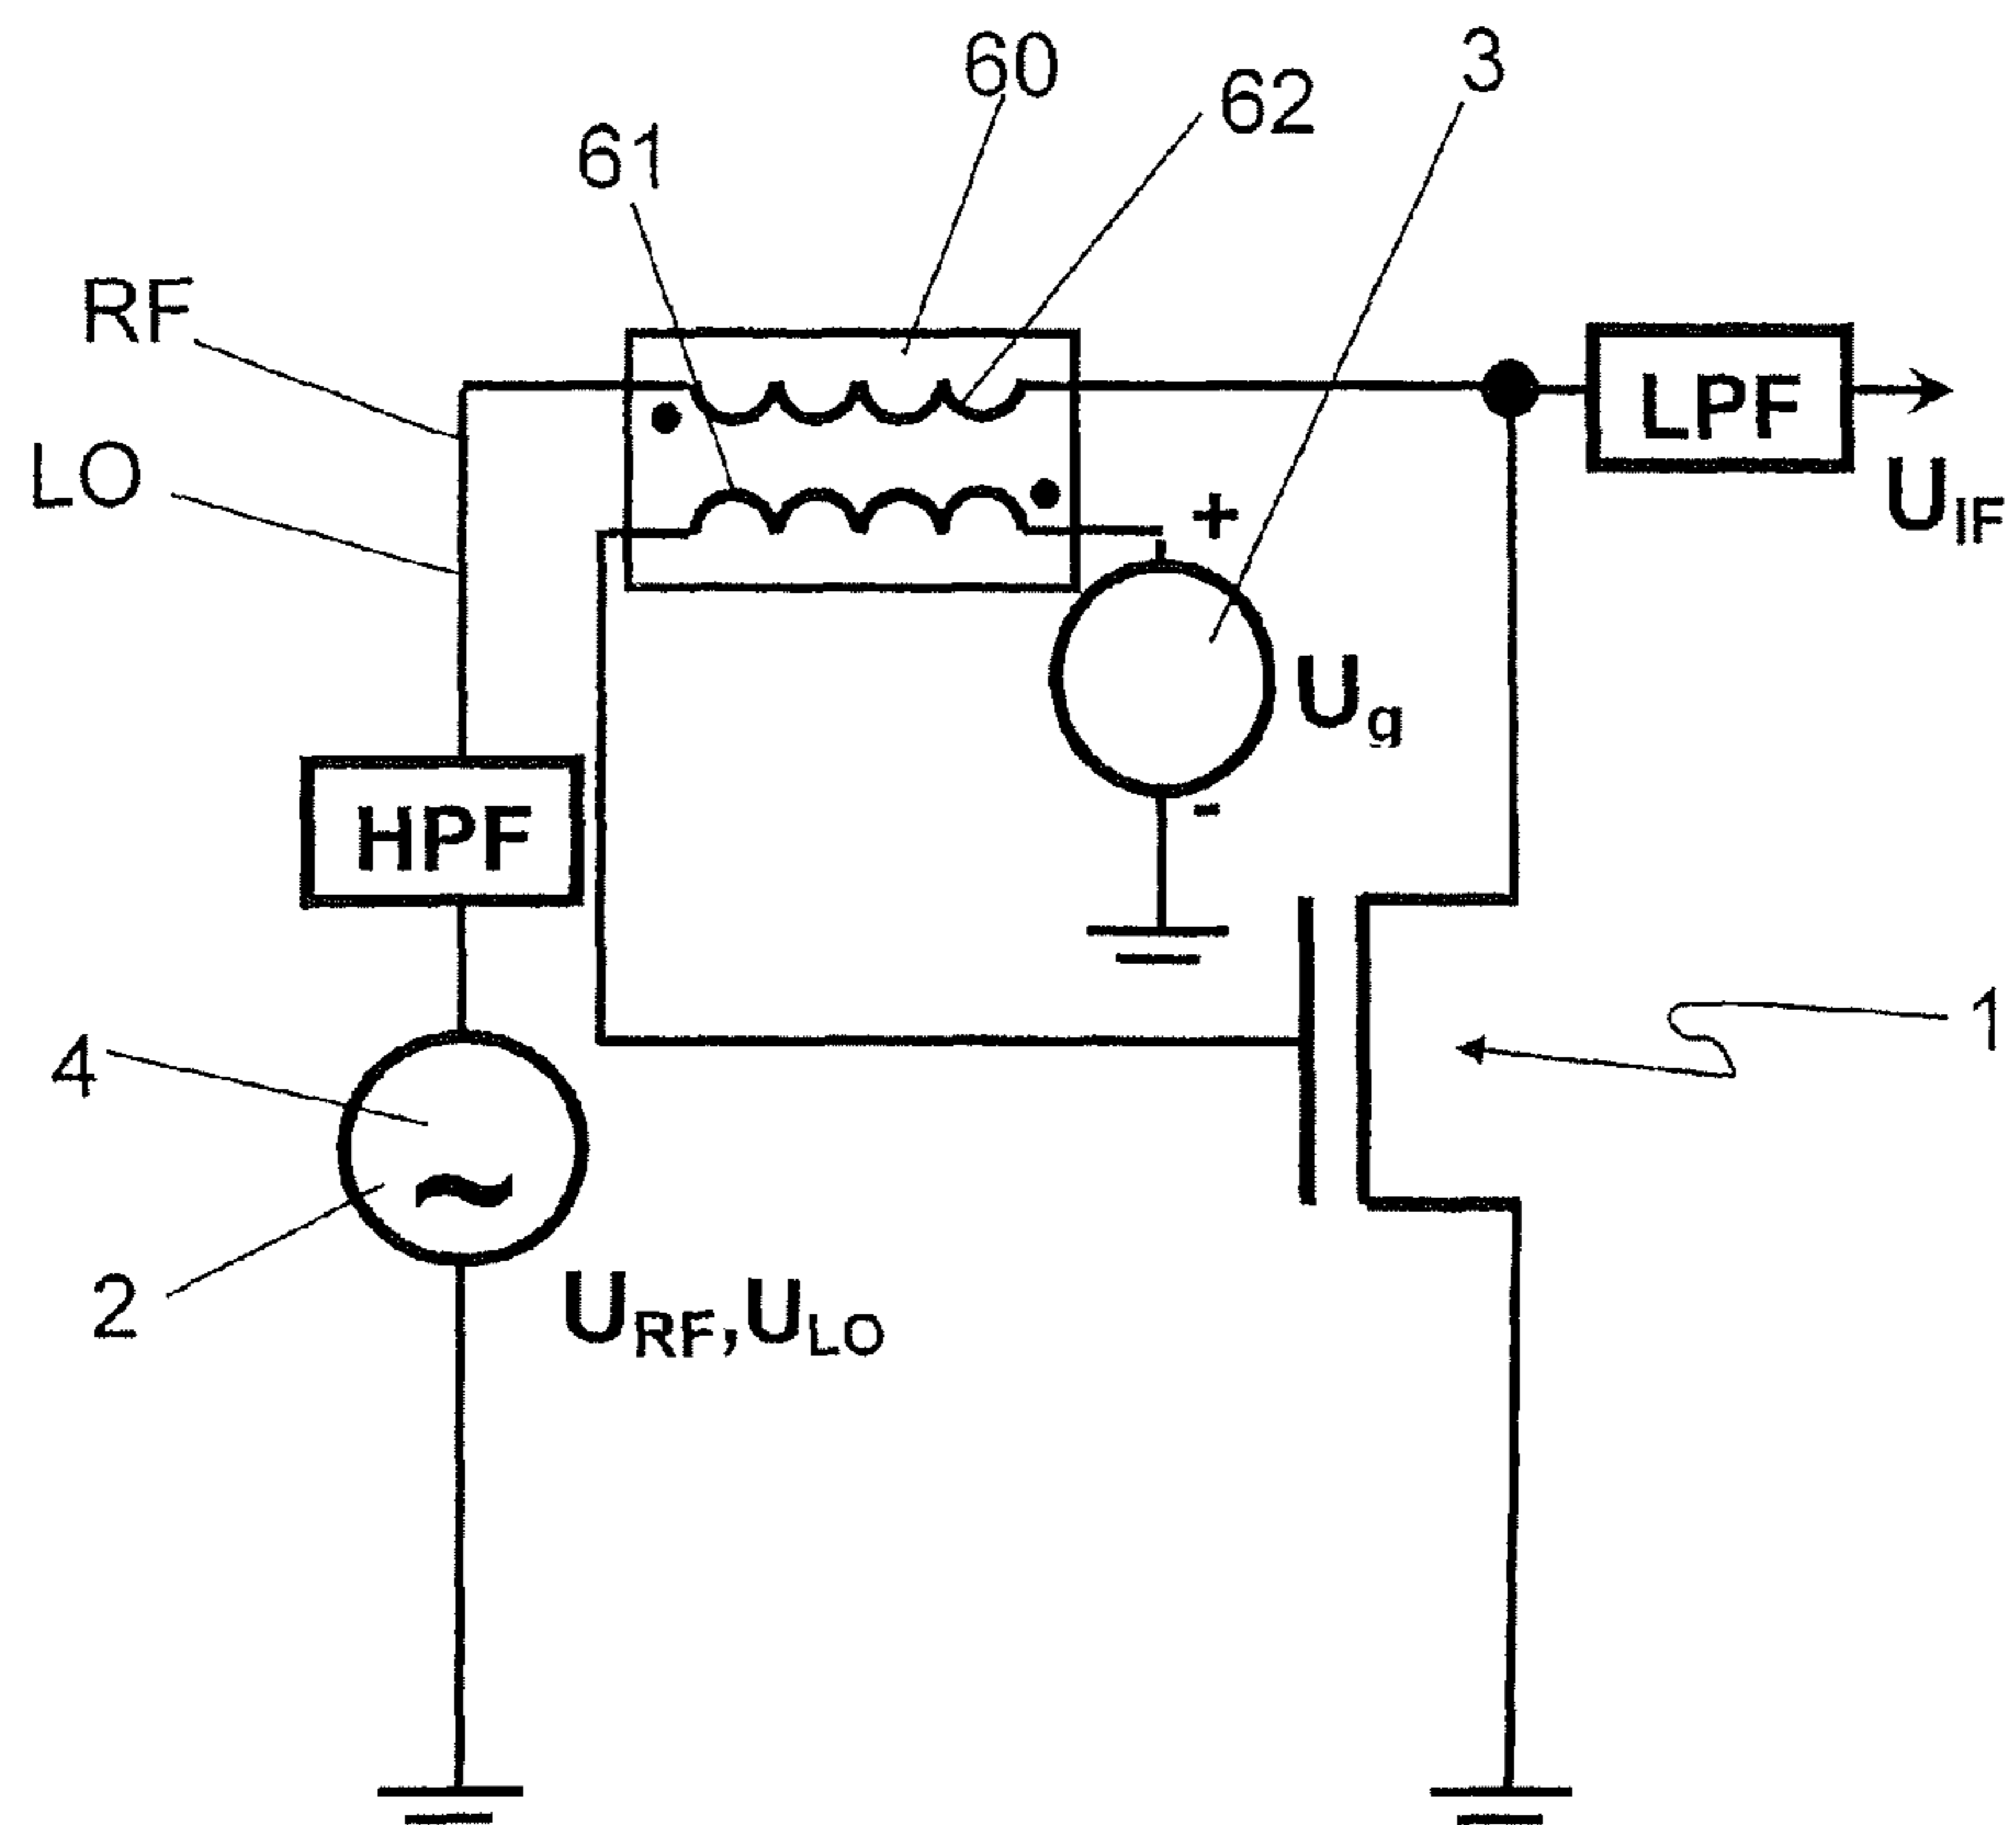 60
3
62
61
RF
LPF
LO
U_IF
+
U_g
-
HPF
1
4
~
2
U_RF,U_LO